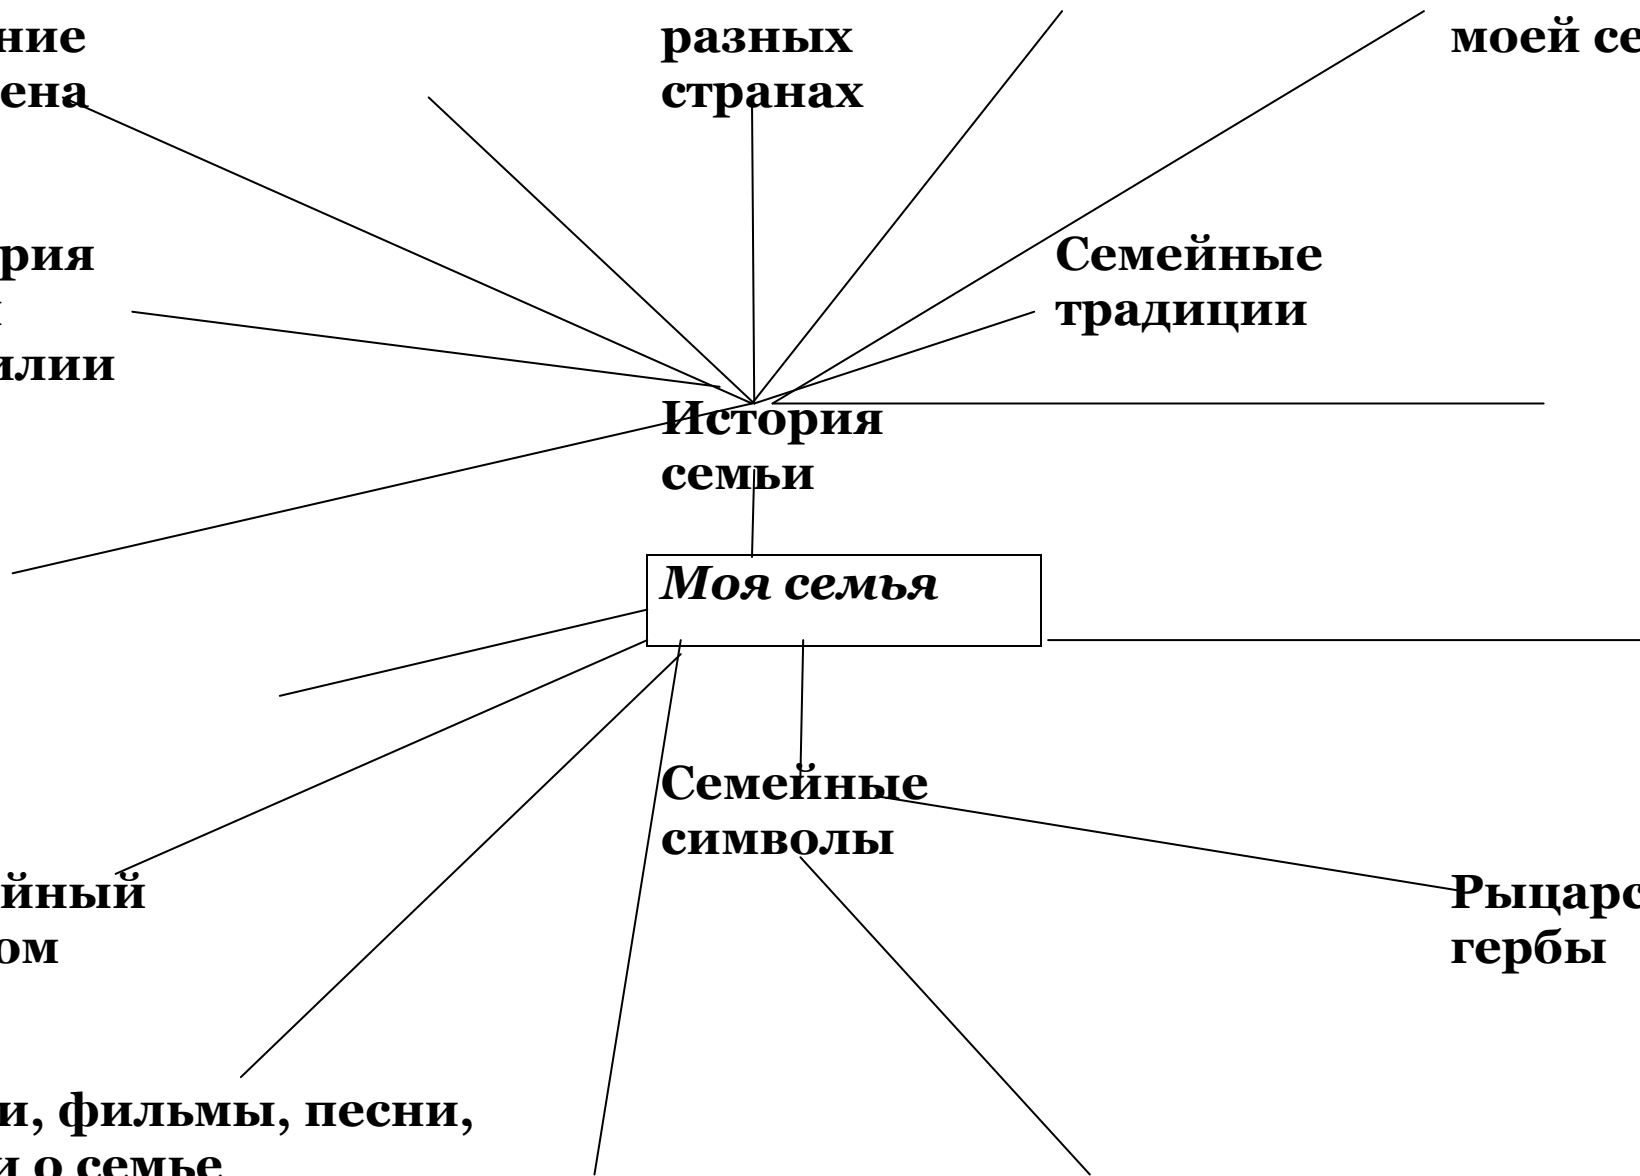 ние
ена
разных
странах
моей се
рия
илии
Семейные
традиции
История
семьи
Моя семья
Семейные
символы
йный
ом
Рыцарс
гербы
и, фильмы, песни,
и о семье